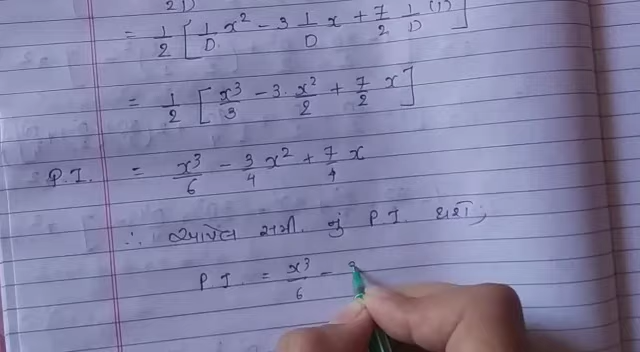 = 1/2 [ 1/D x² - 3 1/D x + 7/2 1/D (1) ]
= 1/2 [ x³/3 - 3. x²/2 + 7/2 x ]
P.I. = x³/6 - 3/4 x² + 7/4 x
∴ આપેલ સમી. નું P.I. થશે;
P.I. = x³/6 - 3